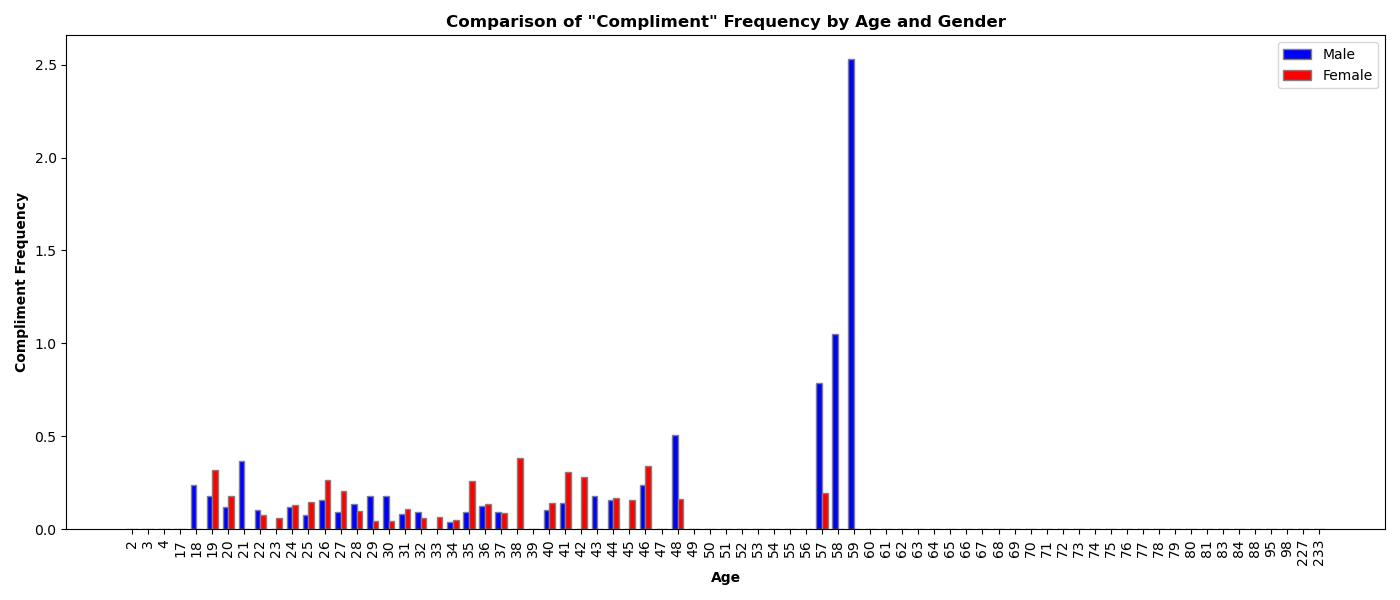 Comparison of "Compliment" Frequency by Age and Gender
Male
Female
Compliment Frequency
2.5
2.0
1.5
1.0
0.5
0.0
2 3 4 17 18 19 20 21 22 23 24 25 26 27 28 29 30 31 32 33 34 35 36 37 38 39 40 41 42 43 44 45 46 47 48 49 50 51 52 53 54 55 56 57 58 59 60 61 62 63 64 65 66 67 68 69 70 71 72 73 74 75 76 77 78 79 80 81 83 84 88 95 98 227 233
Age